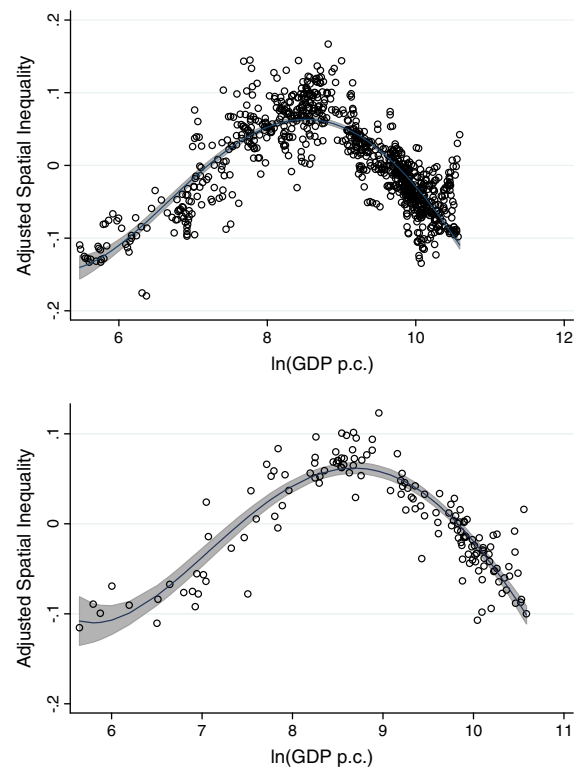 .2
.1
0
-.1
-.2
Adjusted Spatial Inequality
6 8 10 12
ln(GDP p.c.)
.1
0
-.1
-.2
Adjusted Spatial Inequality
6 7 8 9 10 11
ln(GDP p.c.)